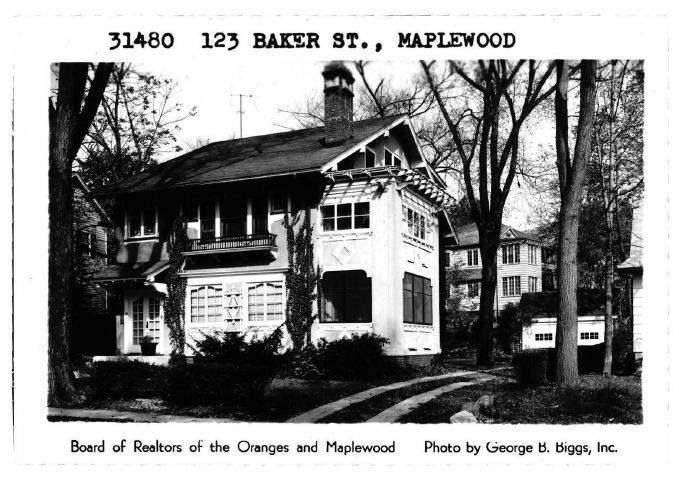 31480 123 BAKER ST., MAPLEWOOD
Board of Realtors of the Oranges and Maplewood Photo by George B. Biggs, Inc.